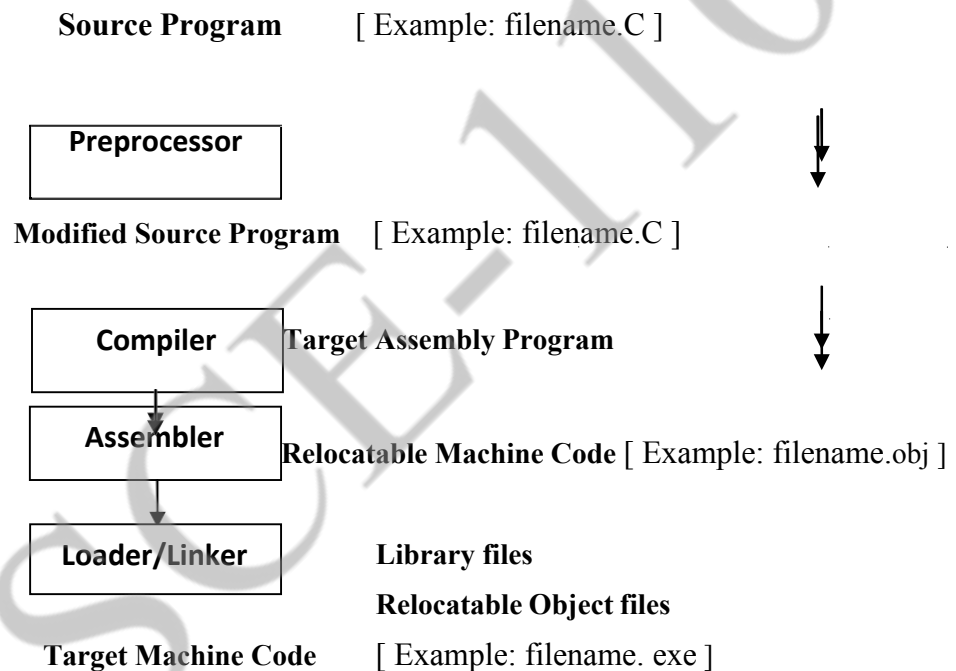 Source Program [ Example: filename.C ]
Preprocessor
Modified Source Program [ Example: filename.C ]
Compiler Target Assembly Program
Assembler
Relocatable Machine Code [ Example: filename.obj ]
Loader/Linker Library files
Relocatable Object files
Target Machine Code [ Example: filename. exe ]